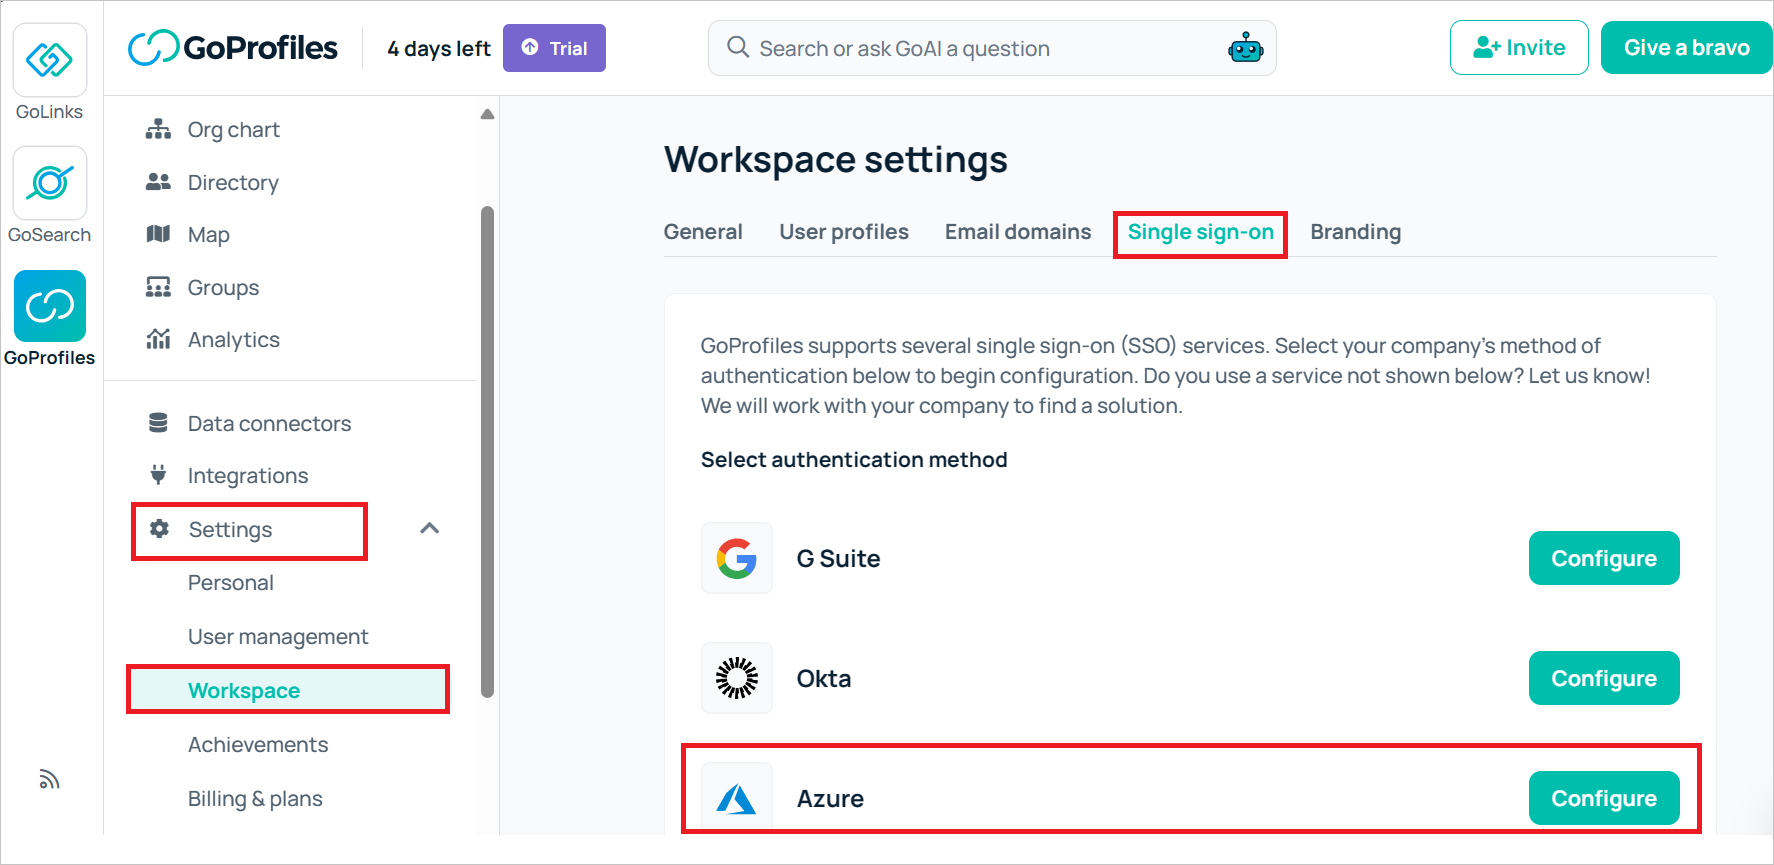 GoLinks
GoSearch
GoProfiles
GoProfiles
4 days left
Trial
Search or ask GoAI a question
Invite
Give a bravo
Org chart
Directory
Map
Groups
Analytics
Data connectors
Integrations
Settings
Personal
User management
Workspace
Achievements
Billing & plans
Workspace settings
General User profiles Email domains Single sign-on Branding
GoProfiles supports several single sign-on (SSO) services. Select your company's method of
authentication below to begin configuration. Do you use a service not shown below? Let us know!
We will work with your company to find a solution.
Select authentication method
G Suite Configure
Okta Configure
Azure Configure